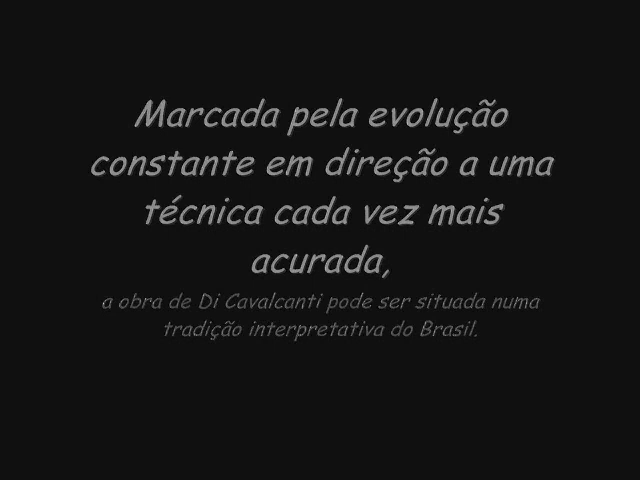 Marcada pela evolução
constante em direção a uma
técnica cada vez mais
acurada,
a obra de Di Cavalcanti pode ser situada numa
tradição interpretativa do Brasil.